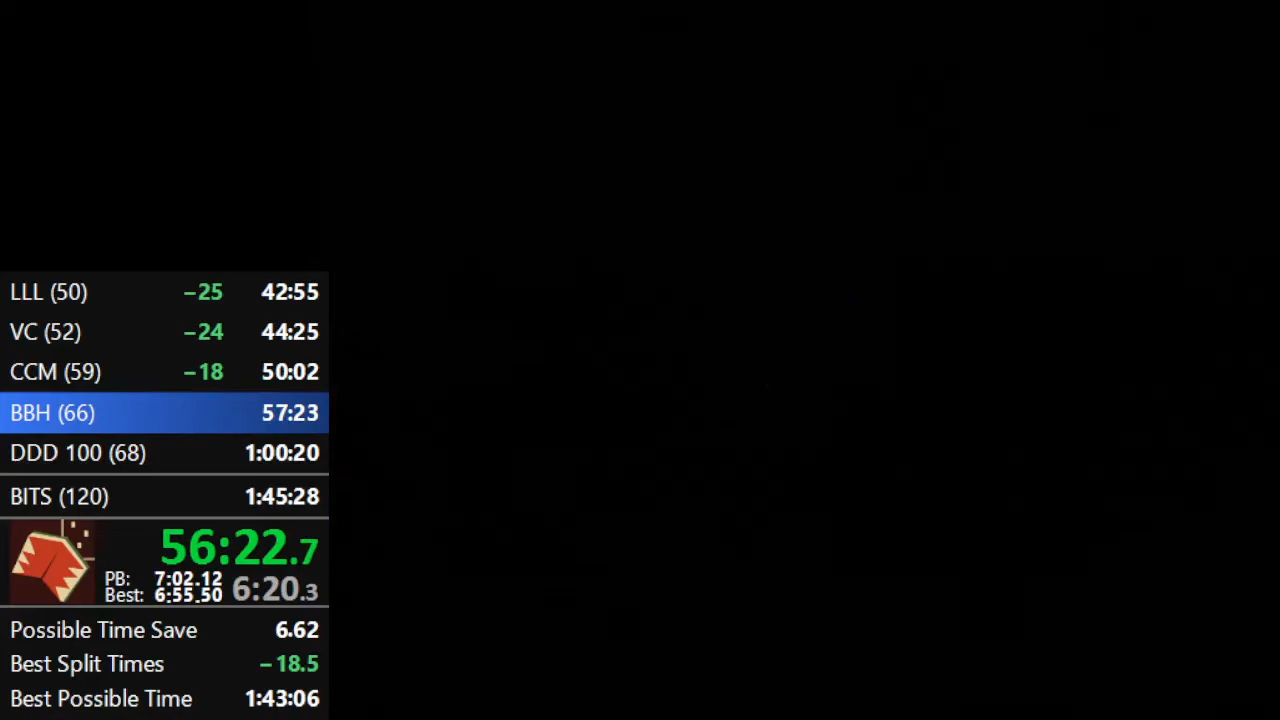 LLL (50) −25 42:55
VC (52) −24 44:25
CCM (59) −18 50:02
BBH (66) 57:23
DDD 100 (68) 1:00:20
BITS (120) 1:45:28
56:22.7
PB: 7:02.12 6:20.3
Best: 6:55.50
Possible Time Save 6.62
Best Split Times −18.5
Best Possible Time 1:43:06